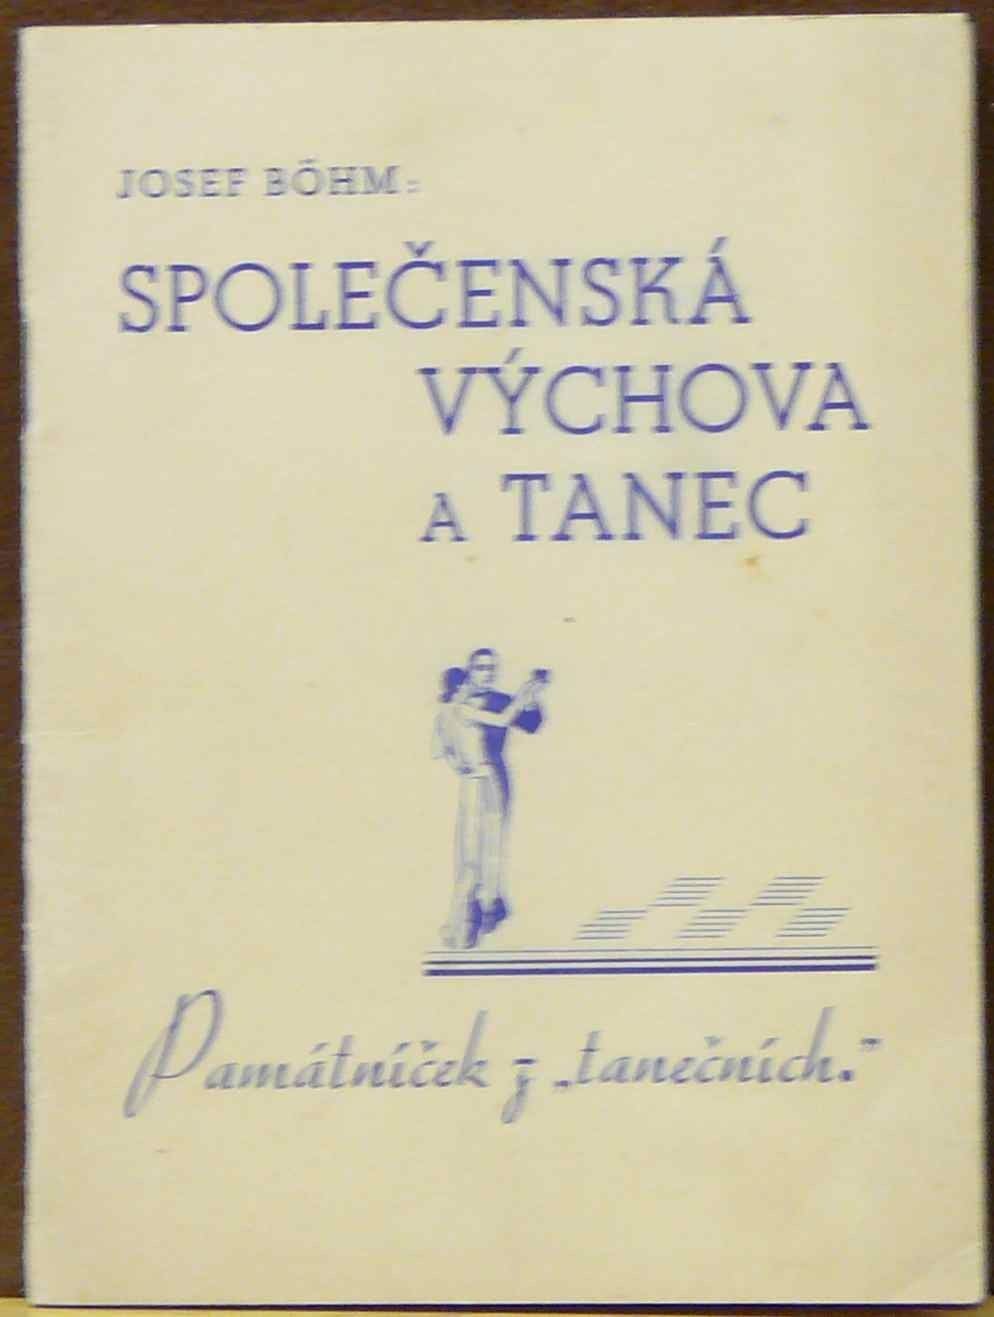 JOSEF BÖHM:
SPOLEČENSKÁ
VÝCHOVA
A TANEC
Památníček z „tanečních."